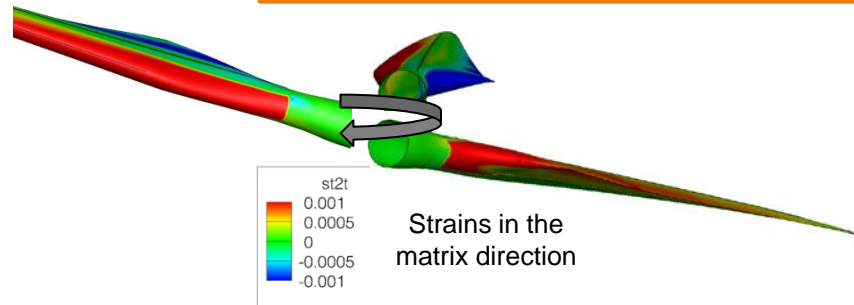 st2t
0.001
0.0005
0
-0.0005
-0.001
Strains in the
matrix direction